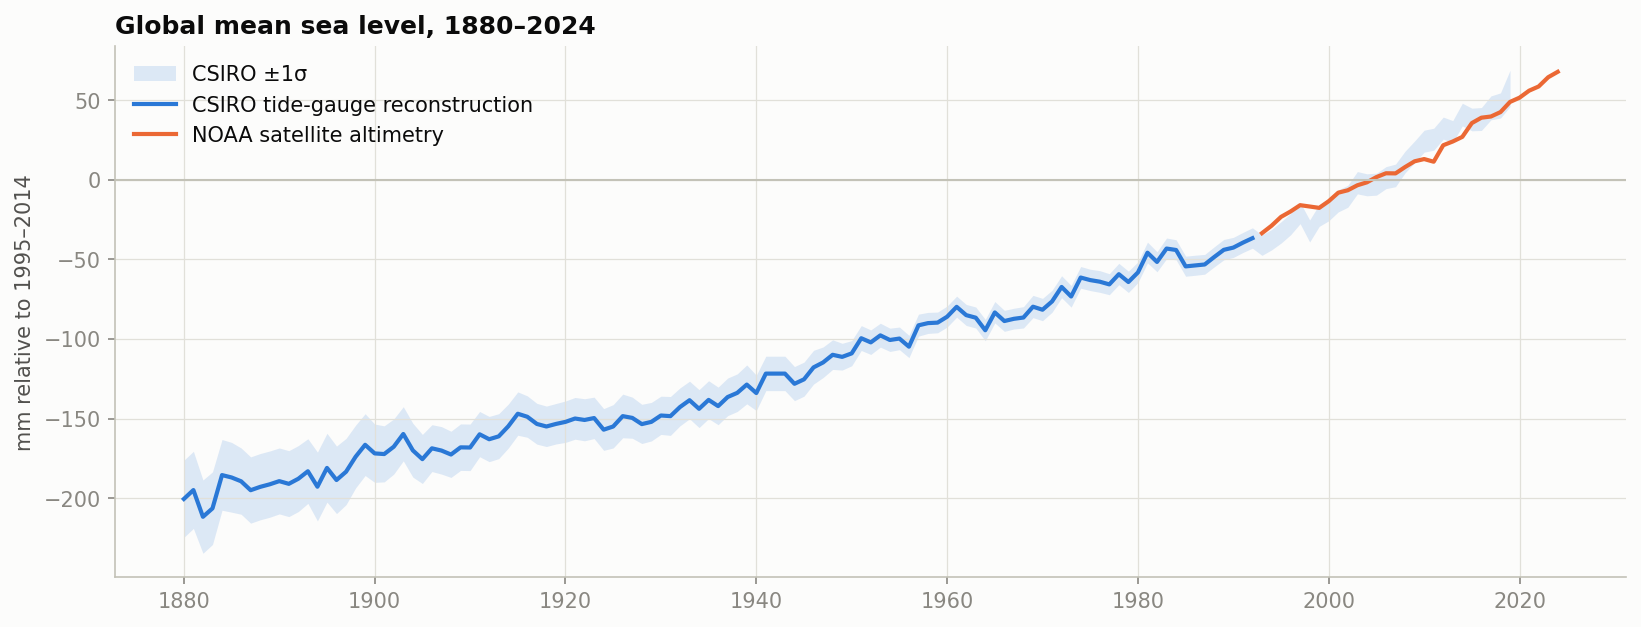 Global mean sea level, 1880–2024
CSIRO ±1σ
CSIRO tide-gauge reconstruction
NOAA satellite altimetry
mm relative to 1995–2014
50
0
−50
−100
−150
−200
1880
1900
1920
1940
1960
1980
2000
2020